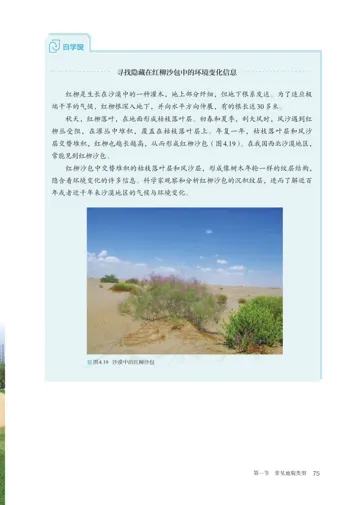 自学窗
寻找隐藏在红柳沙包中的环境变化信息
红柳是生长在沙漠中的一种灌木，地上部分纤细，但地下根系发达。为了适应极
端干旱的气候，红柳根深入地下，并向水平方向伸展，有的根长达30多米。
秋天，红柳落叶，在地面形成枯枝落叶层。初春和夏季，刮大风时，风沙遇到红
柳丛受阻，在灌丛中堆积，覆盖在枯枝落叶层上。年复一年，枯枝落叶层和风沙
层交替堆积，红柳也越长越高，从而形成红柳沙包（图4.19）。在我国西北沙漠地区，
常能见到红柳沙包。
红柳沙包中交替堆积的枯枝落叶层和风沙层，形成像树木年轮一样的纹层结构，
隐含着环境变化的许多信息。科学家观察和分析红柳沙包的沉积纹层，进而了解近百
年或者近千年来沙漠地区的气候与环境变化。
图4.19 沙漠中的红柳沙包
第一节 常见地貌类型 75